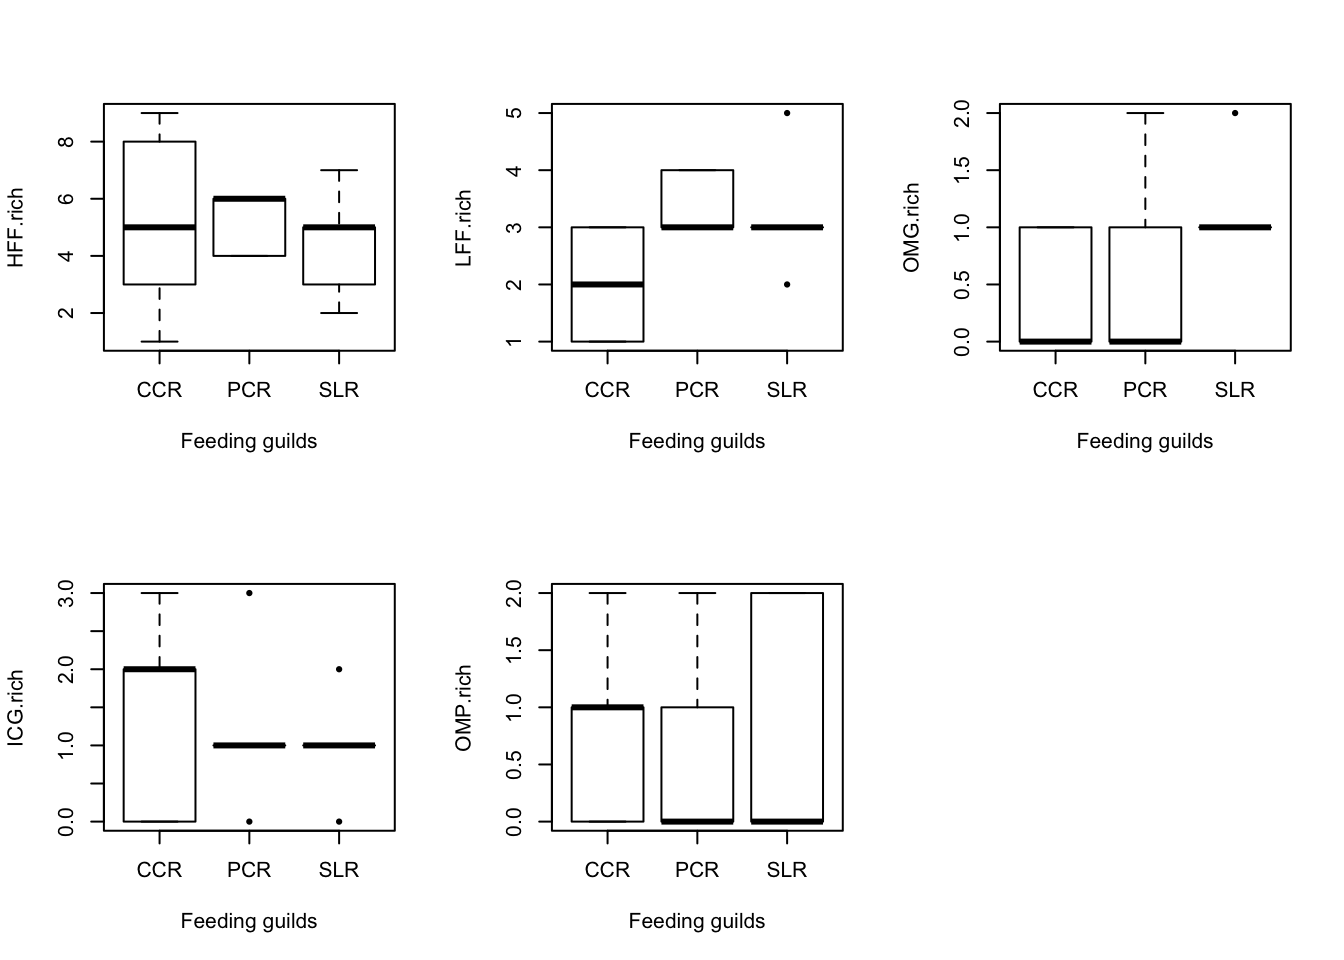 HFF.rich
8
6
4
2
CCR PCR SLR
Feeding guilds
LFF.rich
5
4
3
2
1
CCR PCR SLR
Feeding guilds
OMG.rich
2.0
1.5
1.0
0.5
0.0
CCR PCR SLR
Feeding guilds
ICG.rich
3.0
2.0
1.0
0.0
CCR PCR SLR
Feeding guilds
OMP.rich
2.0
1.5
1.0
0.5
0.0
CCR PCR SLR
Feeding guilds